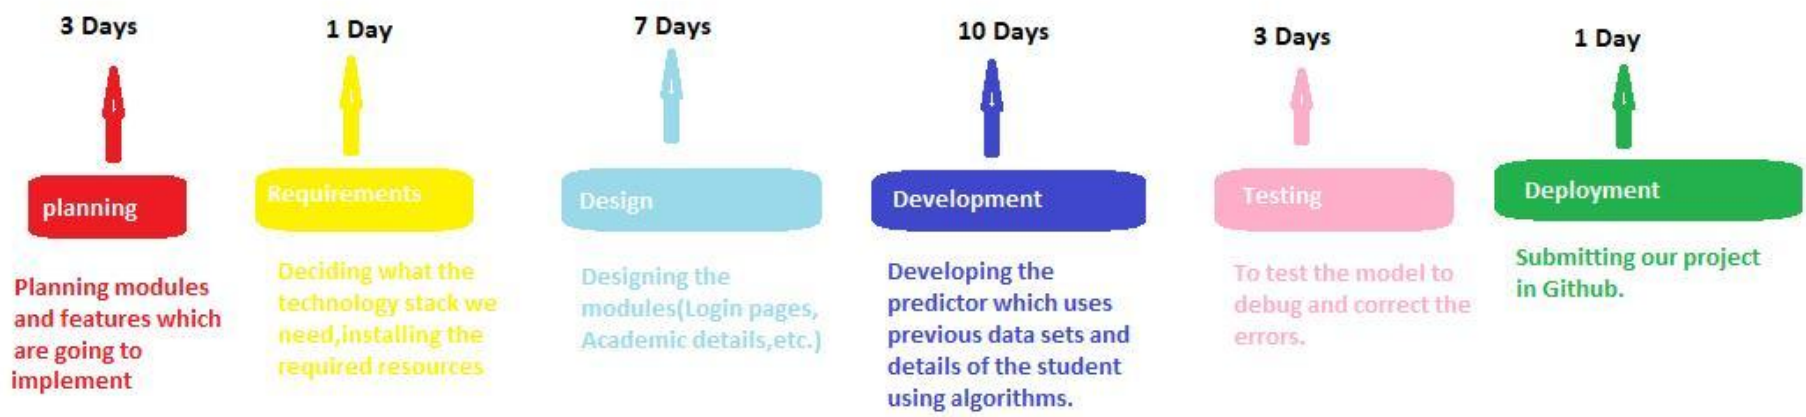 3 Days
1 Day
7 Days
10 Days
3 Days
1 Day
planning
Requirements
Design
Development
Testing
Deployment
Planning modules
and features which
are going to
implement
Deciding what the
technology stack we
need,installing the
required resources
Designing the
modules(Login pages,
Academic details,etc.)
Developing the
predictor which uses
previous data sets and
details of the student
using algorithms.
To test the model to
debug and correct the
errors.
Submitting our project
in Github.